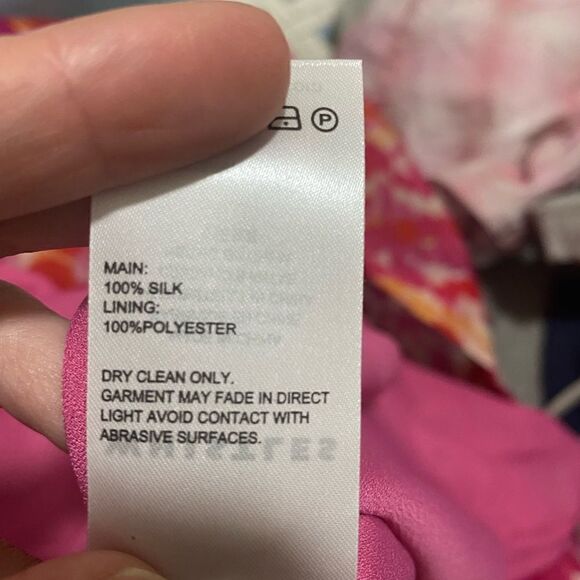 P
MAIN:
100% SILK
LINING:
100%POLYESTER
DRY CLEAN ONLY.
GARMENT MAY FADE IN DIRECT
LIGHT AVOID CONTACT WITH
ABRASIVE SURFACES.
WHISTLES